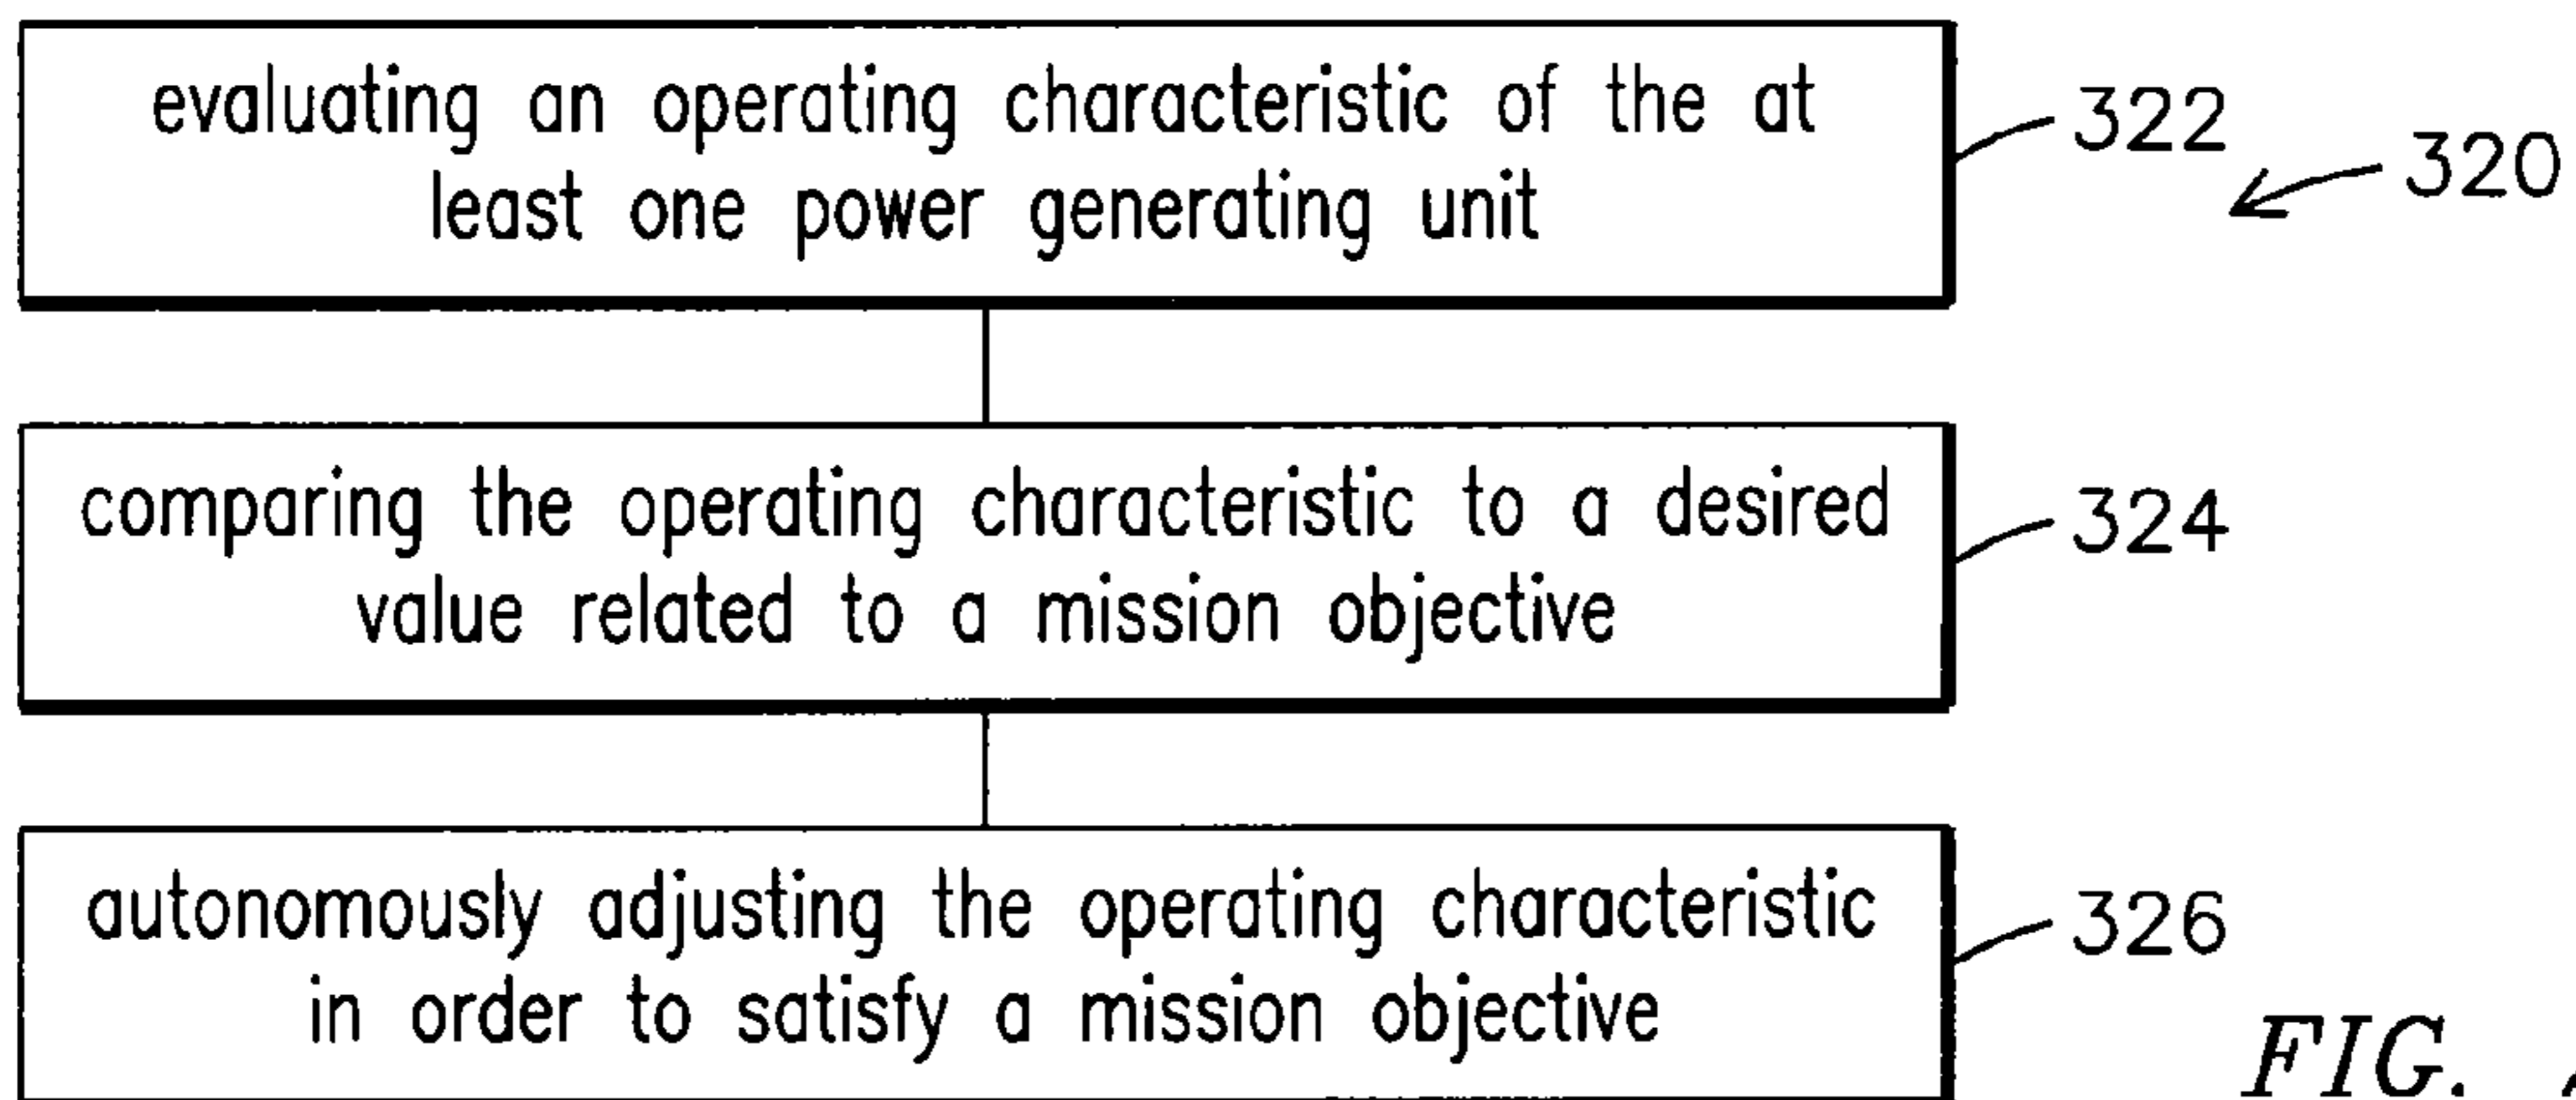 evaluating an operating characteristic of the at
least one power generating unit
322
320
comparing the operating characteristic to a desired
value related to a mission objective
324
autonomously adjusting the operating characteristic
in order to satisfy a mission objective
326
FIG.